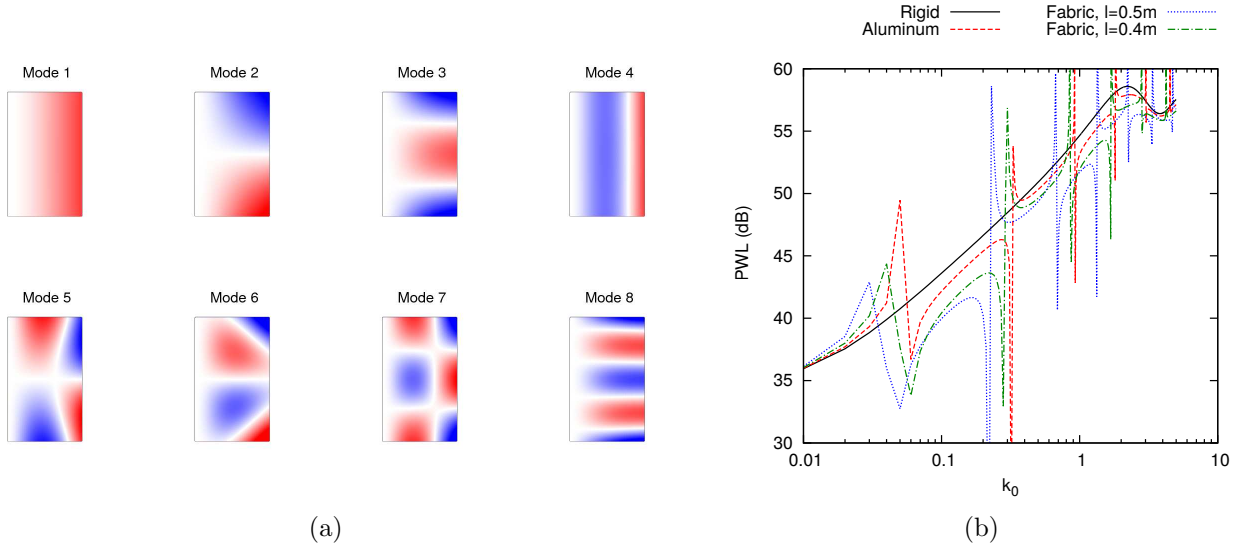 Mode 1
Mode 2
Mode 3
Mode 4
Mode 5
Mode 6
Mode 7
Mode 8
(a)
Rigid
Aluminum
Fabric, l=0.5m
Fabric, l=0.4m
PWL (dB)
60
55
50
45
40
35
30
0.01
0.1
1
10
k0
(b)